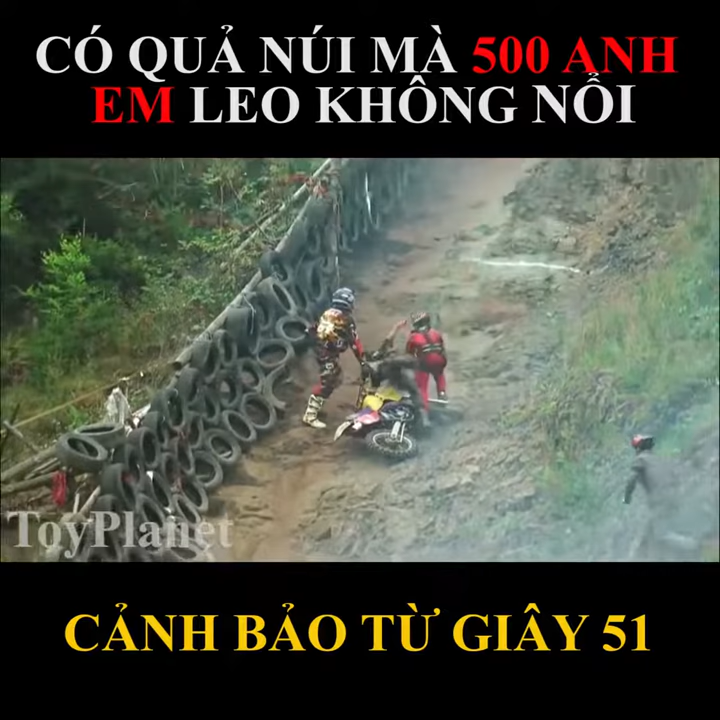 CÓ QUẢ NÚI MÀ 500 ANH
EM LEO KHÔNG NỔI
ToyPlanet
CẢNH BẢO TỪ GIÂY 51